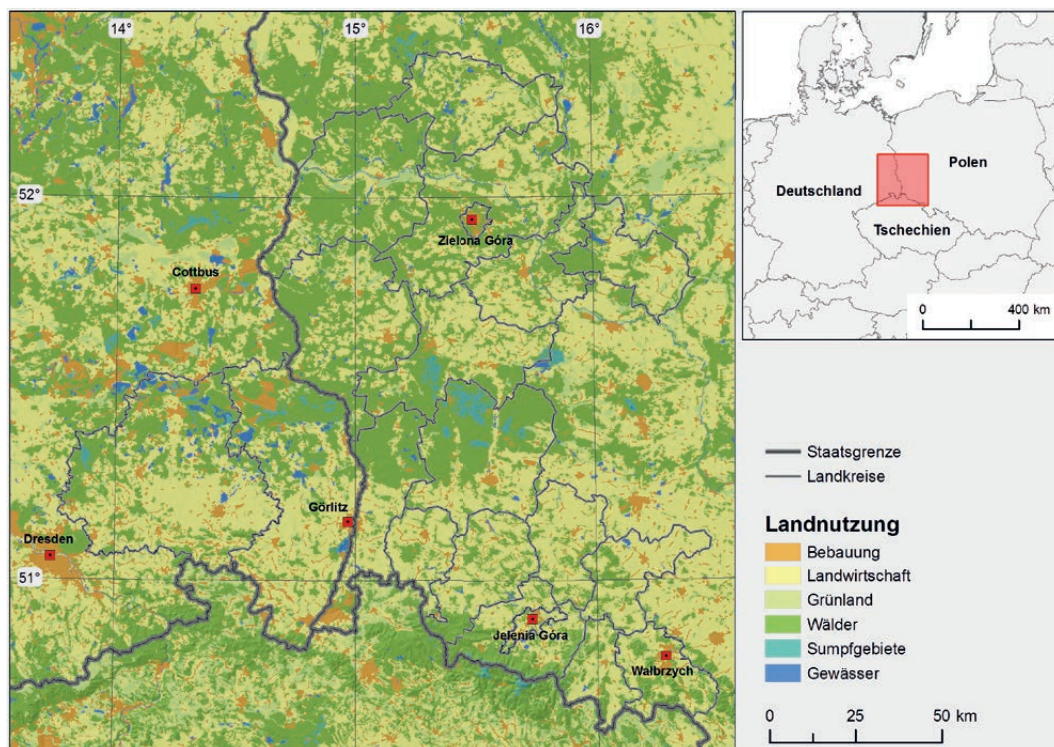 14°
15°
16°
52°
Zielona Góra
Cottbus
Görlitz
Dresden
51°
Jelenia Góra
Wałbrzych
Polen
Deutschland
Tschechien
0
400 km
Staatsgrenze
Landkreise
Landnutzung
Bebauung
Landwirtschaft
Grünland
Wälder
Sumpfgebiete
Gewässer
0 25 50 km